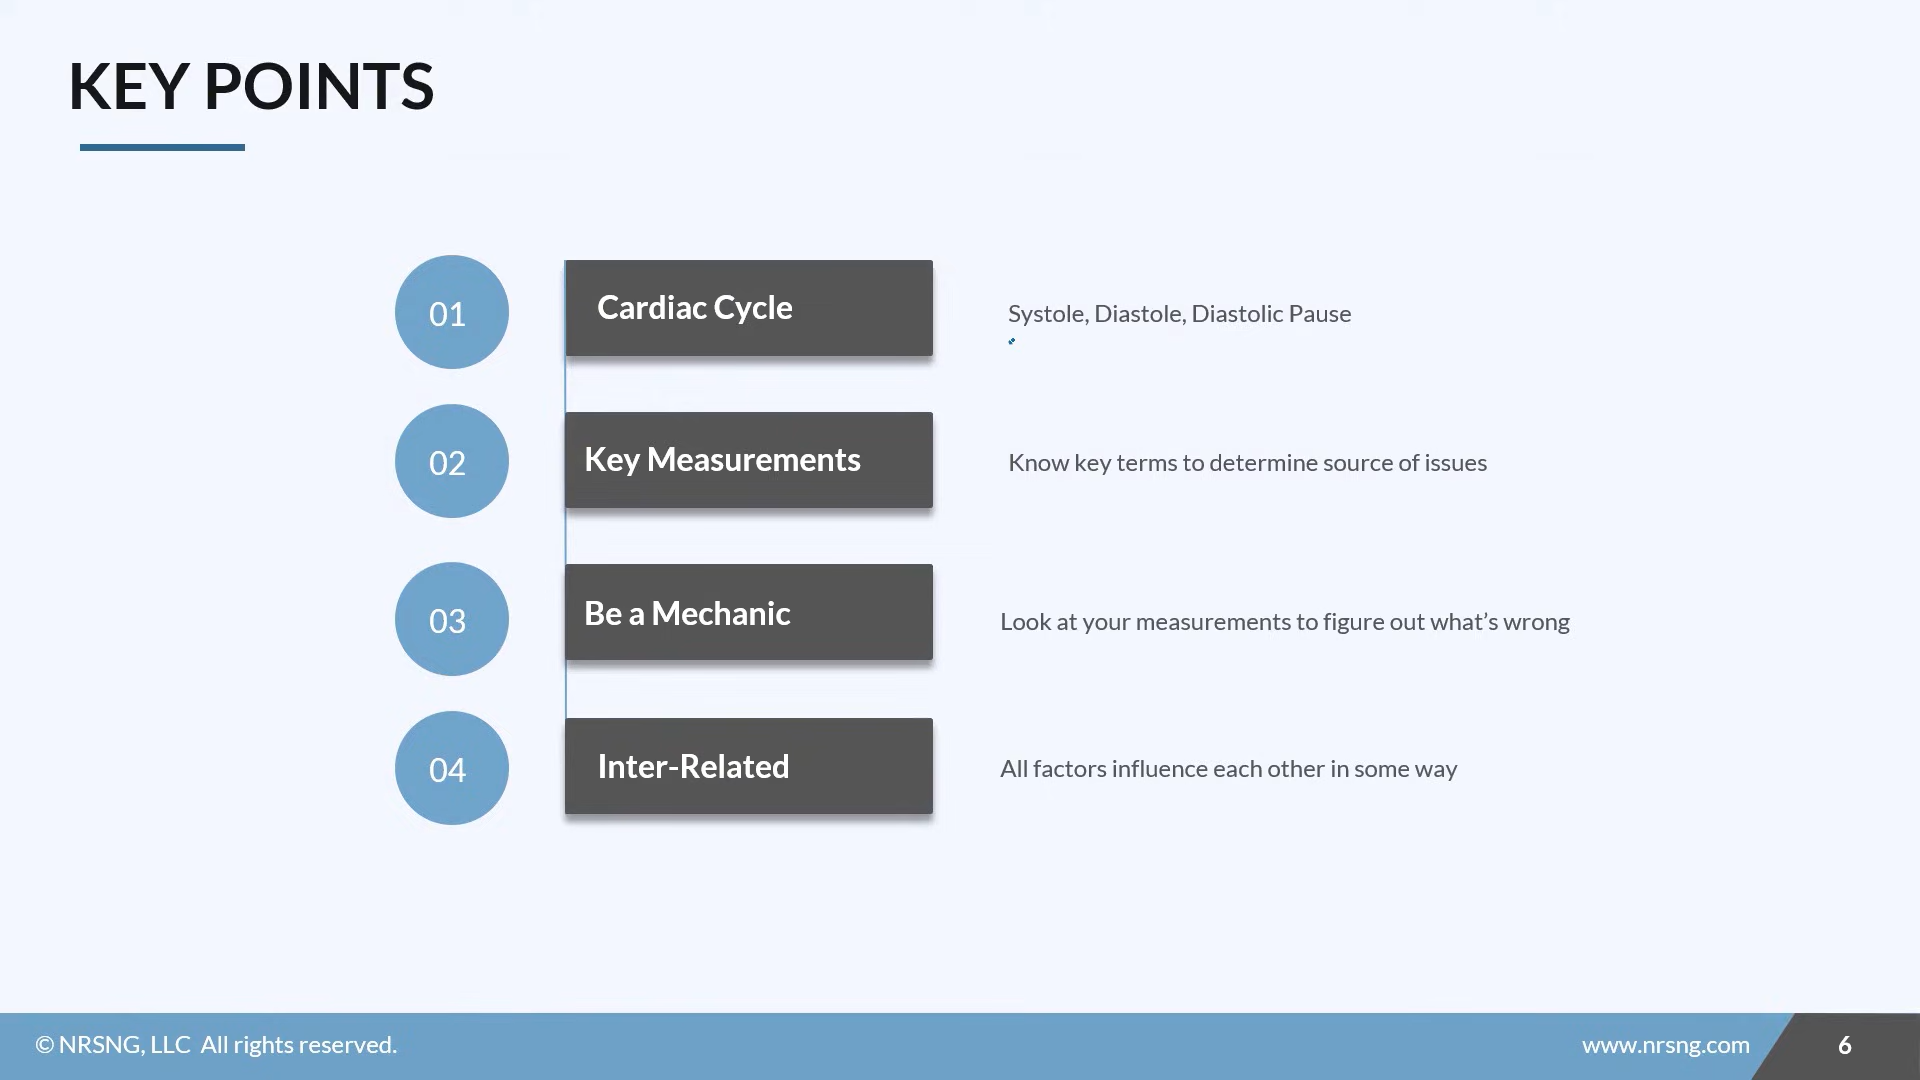 KEY POINTS
01
Cardiac Cycle
Systole, Diastole, Diastolic Pause
02
Key Measurements
Know key terms to determine source of issues
03
Be a Mechanic
Look at your measurements to figure out what’s wrong
04
Inter-Related
All factors influence each other in some way
© NRSNG, LLC All rights reserved.
www.nrsng.com
6